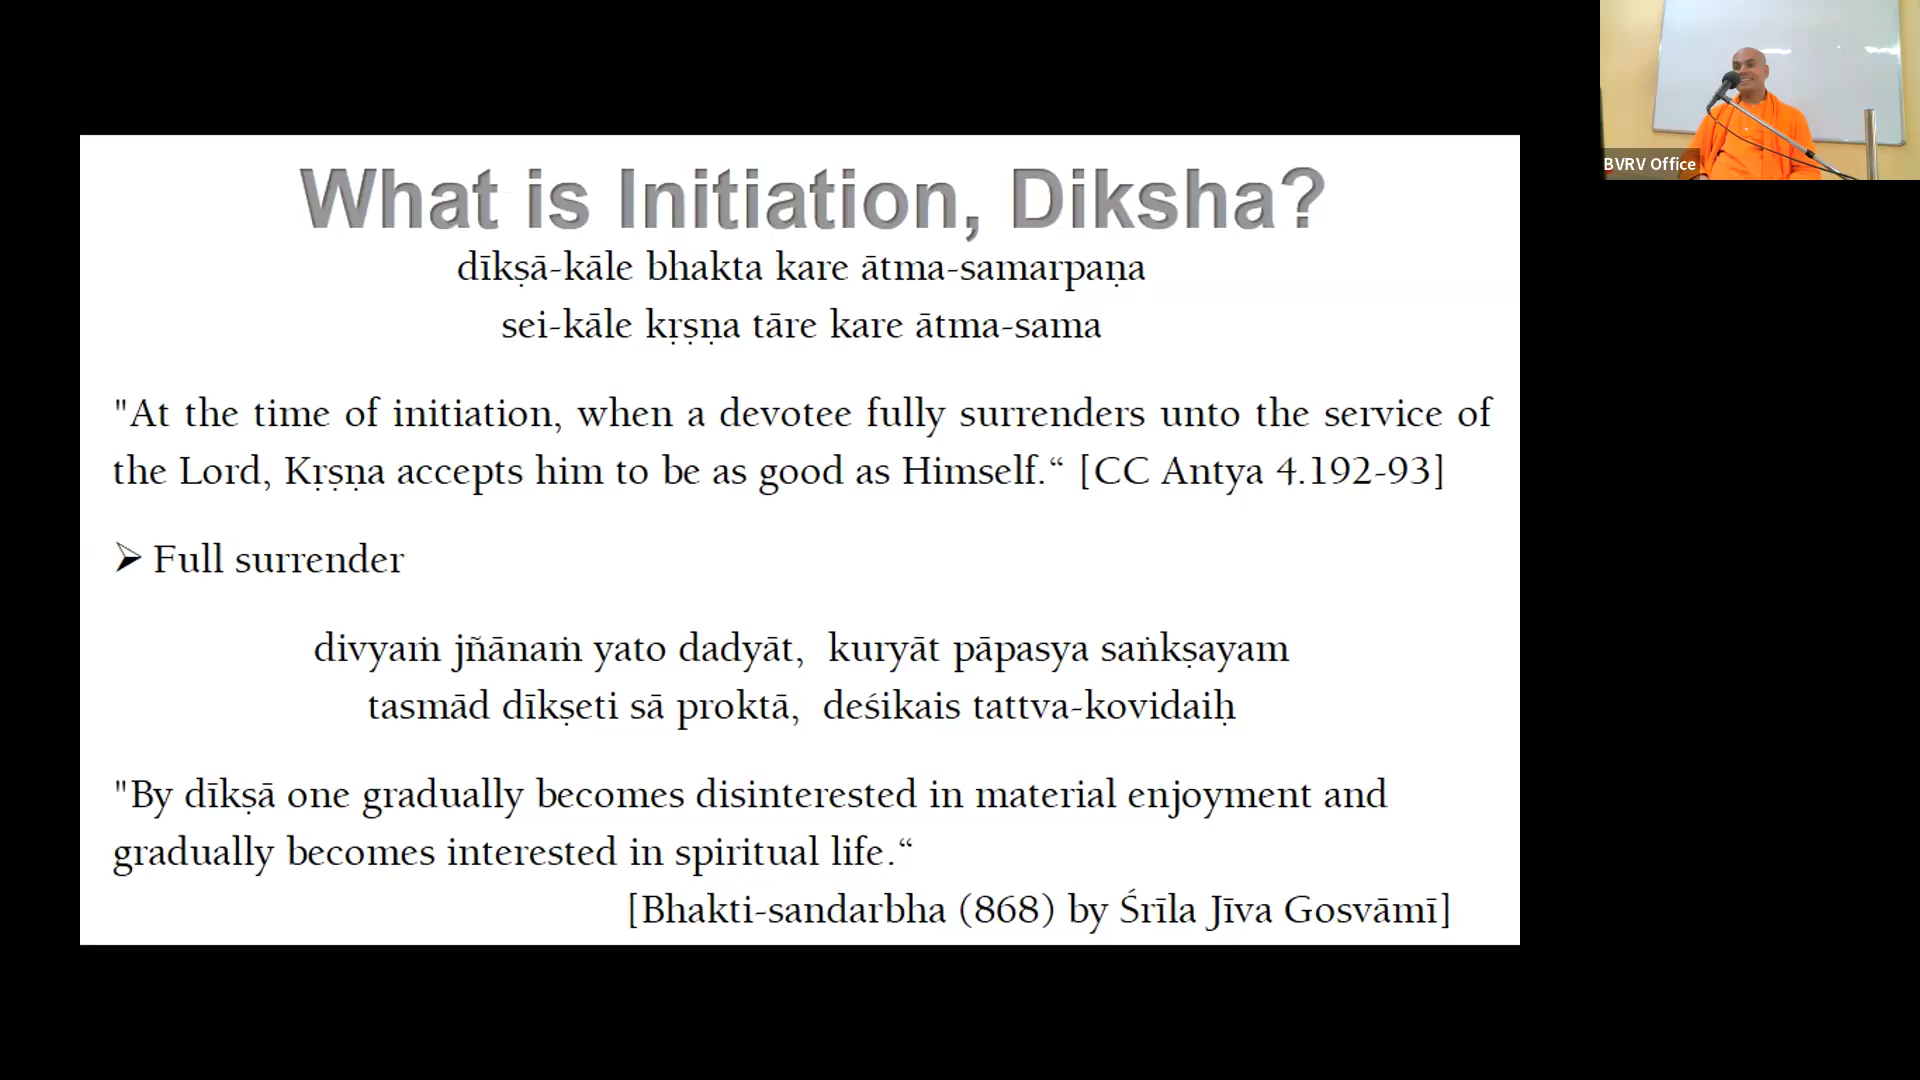 What is Initiation, Diksha?
dīkṣā-kāle bhakta kare ātma-samarpaṇa
sei-kāle kṛṣṇa tāre kare ātma-sama
"At the time of initiation, when a devotee fully surrenders unto the service of
the Lord, Kṛṣṇa accepts him to be as good as Himself.“ [CC Antya 4.192-93]
➢ Full surrender
divyaṁ jñānaṁ yato dadyāt, kuryāt pāpasya saṅkṣayam
tasmād dīkṣeti sā proktā, deśikais tattva-kovidaiḥ
"By dīkṣā one gradually becomes disinterested in material enjoyment and
gradually becomes interested in spiritual life.“
[Bhakti-sandarbha (868) by Śrīla Jīva Gosvāmī]
BVRV Office